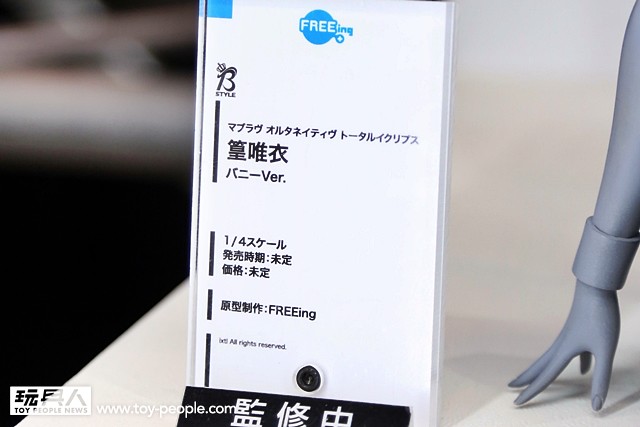 FREEing
B
STYLE
マブラヴ オルタネイティヴ トータルイクリプス
篁唯衣
バニーVer.
1/4スケール
発売時期:未定
価格:未定
原型制作:FREEing
ixtl All rights reserved.
監修中
玩具人
TOY PEOPLE NEWS
www.toy-people.com